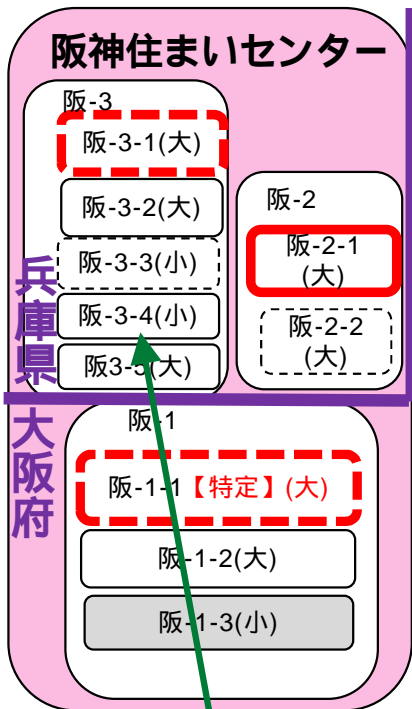 阪神住まいセンター
阪-3
阪-3-1(大)
阪-3-2(大)
阪-3-3(小)
阪-3-4(小)
阪3-5(大)
阪-2
阪-2-1
(大)
阪-2-2
(大)
兵庫県
大阪府
阪-1
阪-1-1【特定】(大)
阪-1-2(大)
阪-1-3(小)